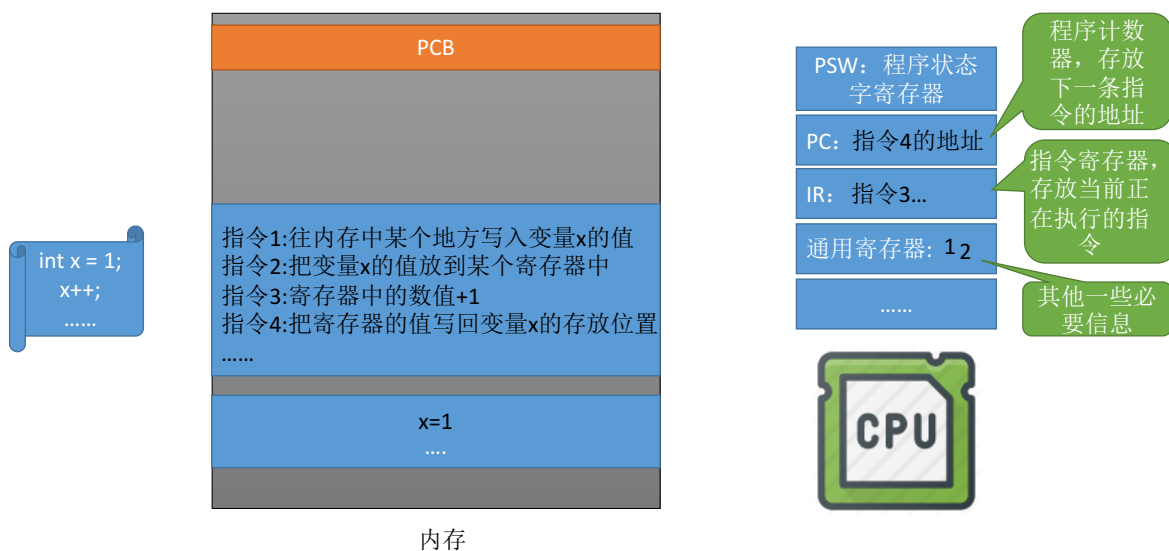 int x = 1;
x++;
……
PCB
指令1:往内存中某个地方写入变量x的值
指令2:把变量x的值放到某个寄存器中
指令3:寄存器中的数值+1
指令4:把寄存器的值写回变量x的存放位置
……
x=1
….
内存
PSW：程序状态
字寄存器
PC：指令4的地址
IR：指令3…
通用寄存器: 1 2
……
程序计数
器，存放
下一条指
令的地址
指令寄存器，
存放当前正
在执行的指
令
其他一些必
要信息
CPU